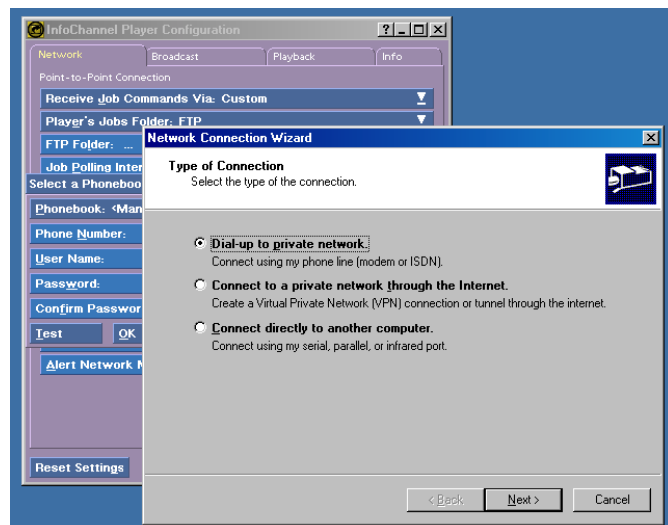 InfoChannel Player Configuration
Network Broadcast Playback Info
Point-to-Point Connection
Receive Job Commands Via: Custom
Player's Jobs Folder: FTP
FTP Folder: ...
Job Polling Inter
Select a Phoneboo
Phonebook: <Man
Phone Number:
User Name:
Password:
Confirm Passwor
Test OK
Alert Network M
Reset Settings
Network Connection Wizard
Type of Connection
Select the type of the connection.
Dial-up to private network.
Connect using my phone line (modem or ISDN).
Connect to a private network through the Internet.
Create a Virtual Private Network (VPN) connection or tunnel through the internet.
Connect directly to another computer.
Connect using my serial, parallel, or infrared port.
< Back Next > Cancel